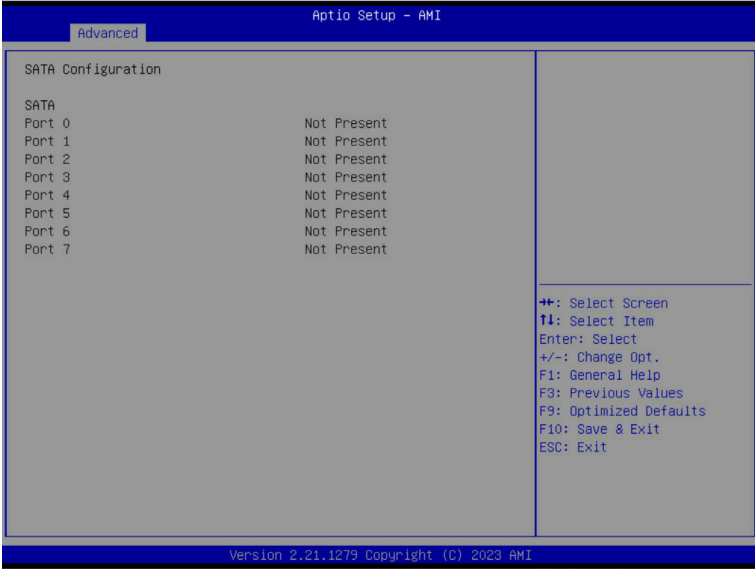 Aptio Setup – AMI
Advanced
SATA Configuration
SATA
Port 0 Not Present
Port 1 Not Present
Port 2 Not Present
Port 3 Not Present
Port 4 Not Present
Port 5 Not Present
Port 6 Not Present
Port 7 Not Present
→←: Select Screen
↑↓: Select Item
Enter: Select
+/-: Change Opt.
F1: General Help
F3: Previous Values
F9: Optimized Defaults
F10: Save & Exit
ESC: Exit
Version 2.21.1279 Copyright (C) 2023 AMI